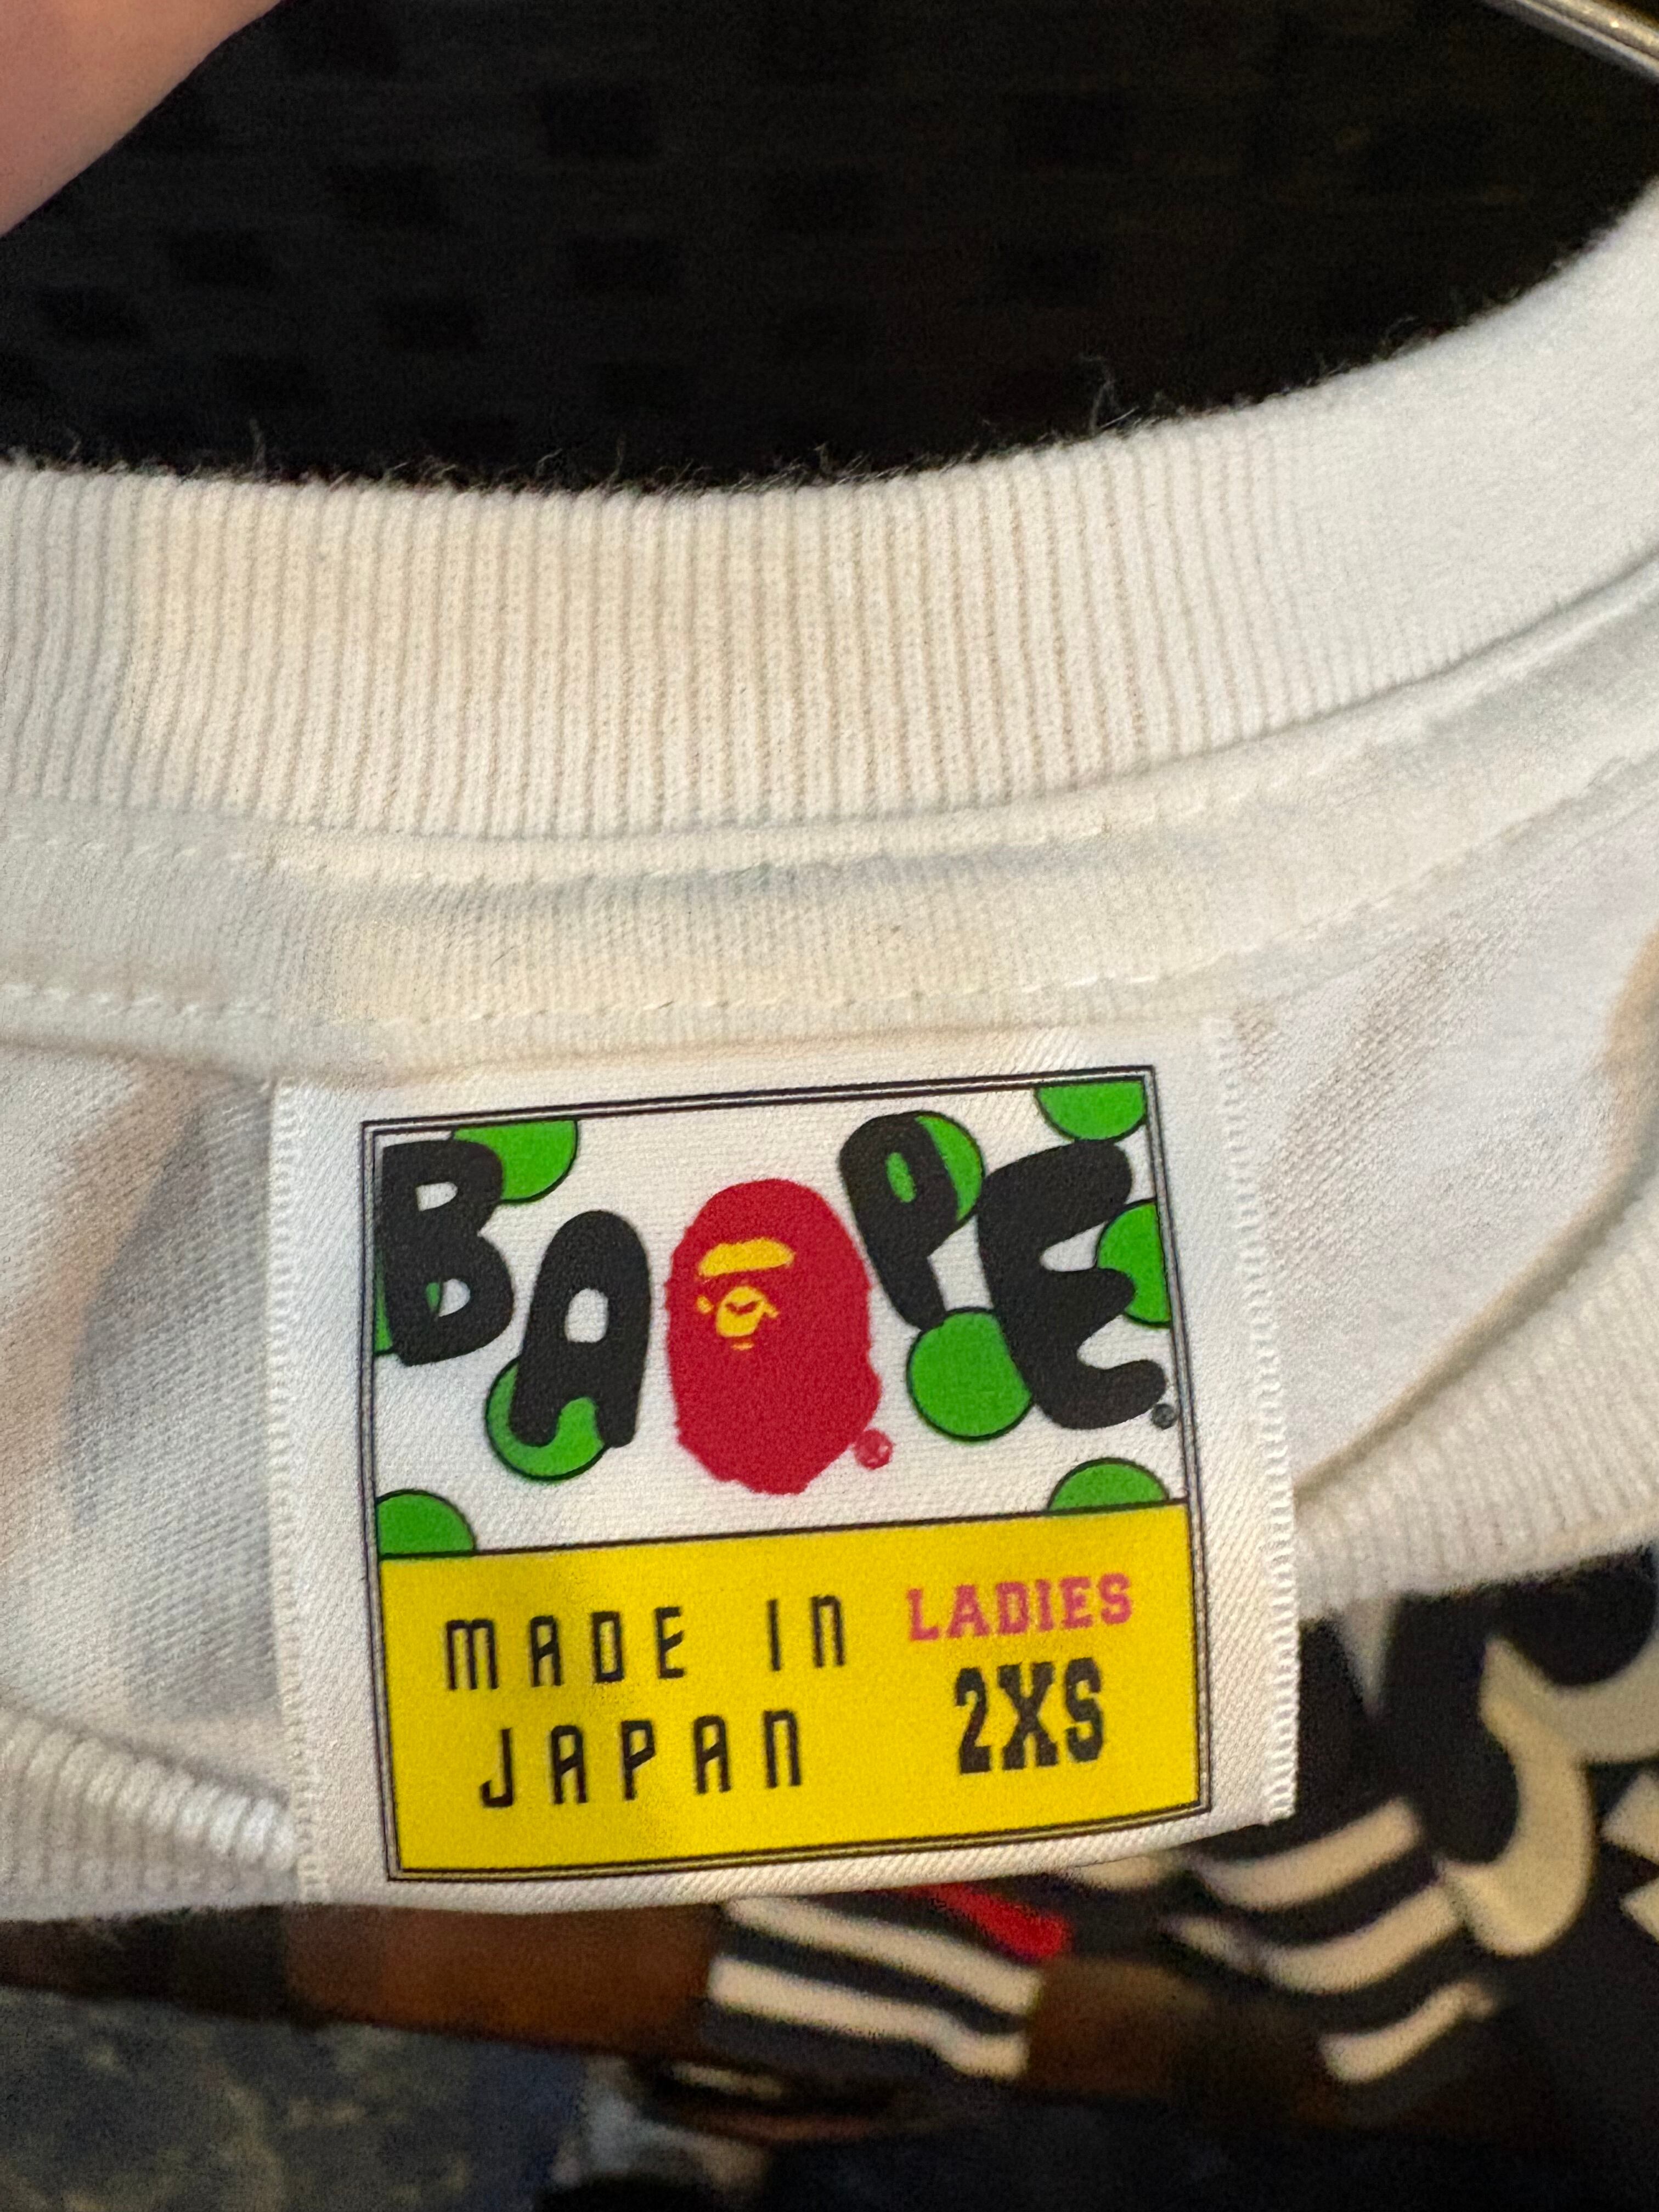 BAPE®
®
MADE IN LADIES
JAPAN 2XS